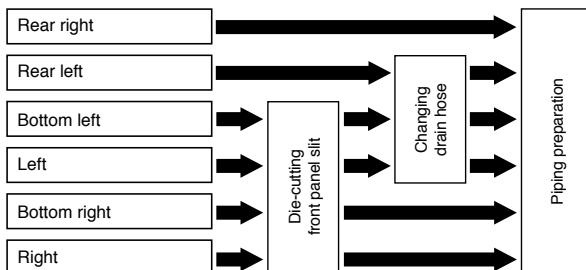 Rear right
Rear left
Bottom left
Left
Bottom right
Right
Die-cutting
front panel slit
Changing
drain hose
Piping preparation